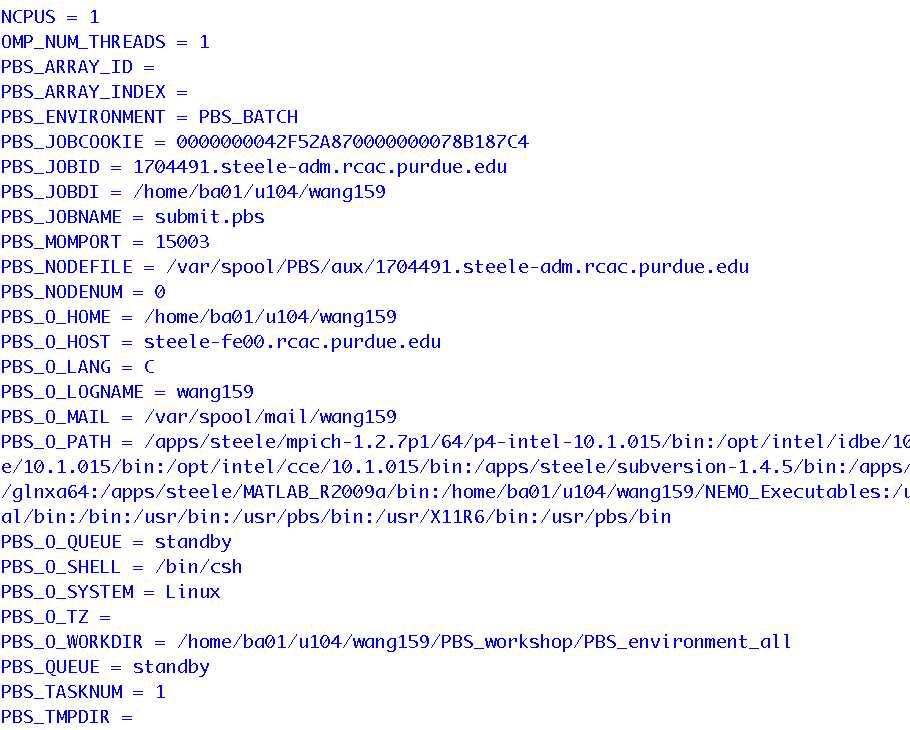 NCPUS = 1
OMP_NUM_THREADS = 1
PBS_ARRAY_ID =
PBS_ARRAY_INDEX =
PBS_ENVIRONMENT = PBS_BATCH
PBS_JOBCOOKIE = 0000000042F52A870000000078B187C4
PBS_JOBID = 1704491.steele-adm.rcac.purdue.edu
PBS_JOBDI = /home/ba01/u104/wang159
PBS_JOBNAME = submit.pbs
PBS_MOMPORT = 15003
PBS_NODEFILE = /var/spool/PBS/aux/1704491.steele-adm.rcac.purdue.edu
PBS_NODENUM = 0
PBS_O_HOME = /home/ba01/u104/wang159
PBS_O_HOST = steele-fe00.rcac.purdue.edu
PBS_O_LANG = C
PBS_O_LOGNAME = wang159
PBS_O_MAIL = /var/spool/mail/wang159
PBS_O_PATH = /apps/steele/mpich-1.2.7p1/64/p4-intel-10.1.015/bin:/opt/intel/idbe/10
e/10.1.015/bin:/opt/intel/cce/10.1.015/bin:/apps/steele/subversion-1.4.5/bin:/apps/
/glnxa64:/apps/steele/MATLAB_R2009a/bin:/home/ba01/u104/wang159/NEMO_Executables:/u
al/bin:/bin:/usr/bin:/usr/pbs/bin:/usr/X11R6/bin:/usr/pbs/bin
PBS_O_QUEUE = standby
PBS_O_SHELL = /bin/csh
PBS_O_SYSTEM = Linux
PBS_O_TZ =
PBS_O_WORKDIR = /home/ba01/u104/wang159/PBS_workshop/PBS_environment_all
PBS_QUEUE = standby
PBS_TASKNUM = 1
PBS_TMPDIR =